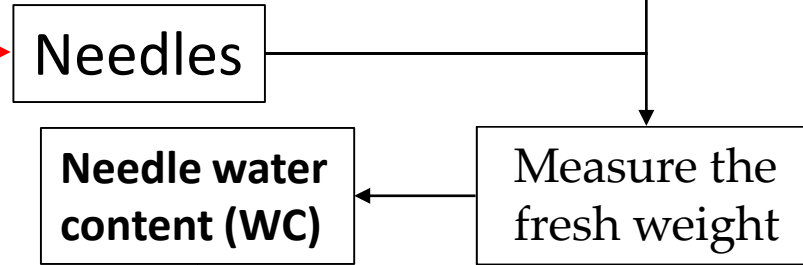 Needles
Needle water
content (WC)
Measure the
fresh weight